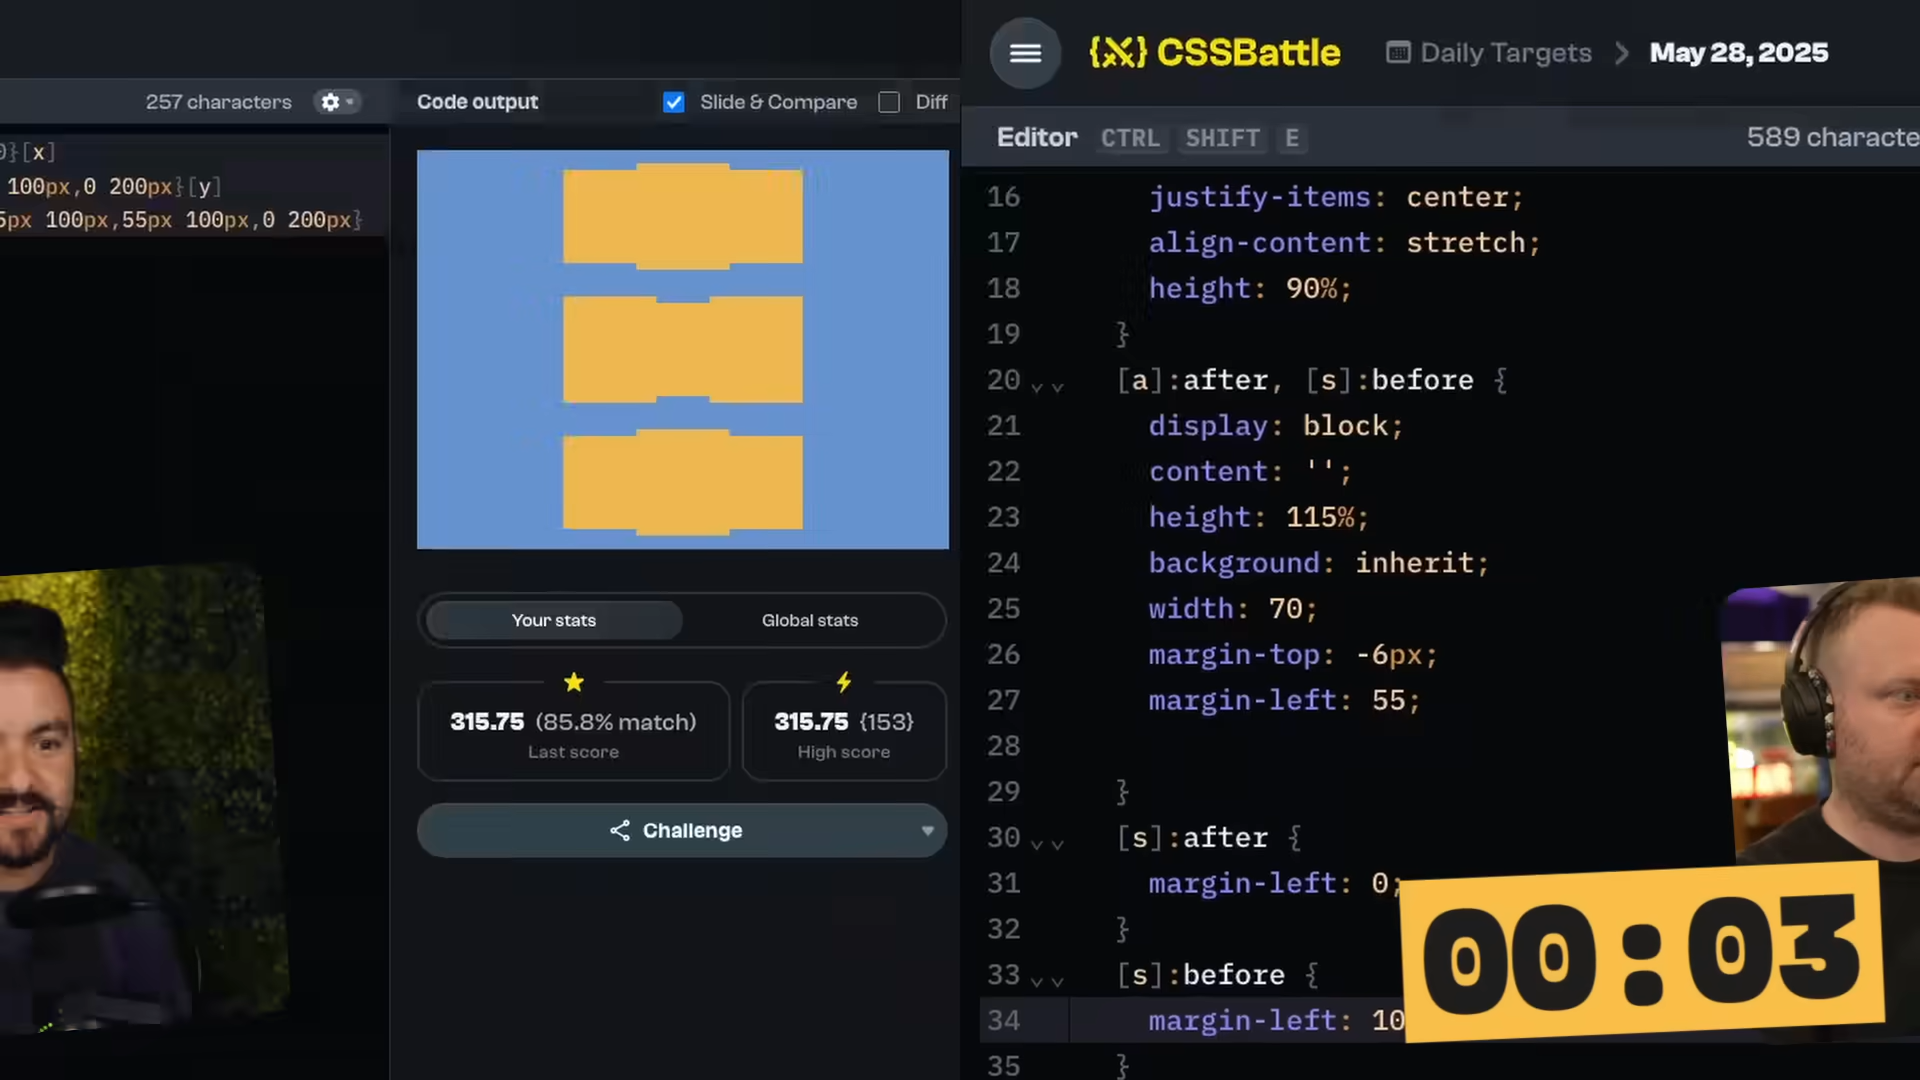 257 characters
0}[x]
100px,0 200px}[y]
5px 100px,55px 100px,0 200px}
Code output
Slide & Compare
Diff
Your stats
Global stats
315.75 (85.8% match)
Last score
315.75 {153}
High score
Challenge
{X} CSSBattle
Daily Targets
May 28, 2025
Editor CTRL SHIFT E
589 characte
16 justify-items: center;
17 align-content: stretch;
18 height: 90%;
19 }
20 [a]:after, [s]:before {
21 display: block;
22 content: '';
23 height: 115%;
24 background: inherit;
25 width: 70;
26 margin-top: -6px;
27 margin-left: 55;
28
29 }
30 [s]:after {
31 margin-left: 0;
32 }
33 [s]:before {
34 margin-left: 10
35 }
00:03